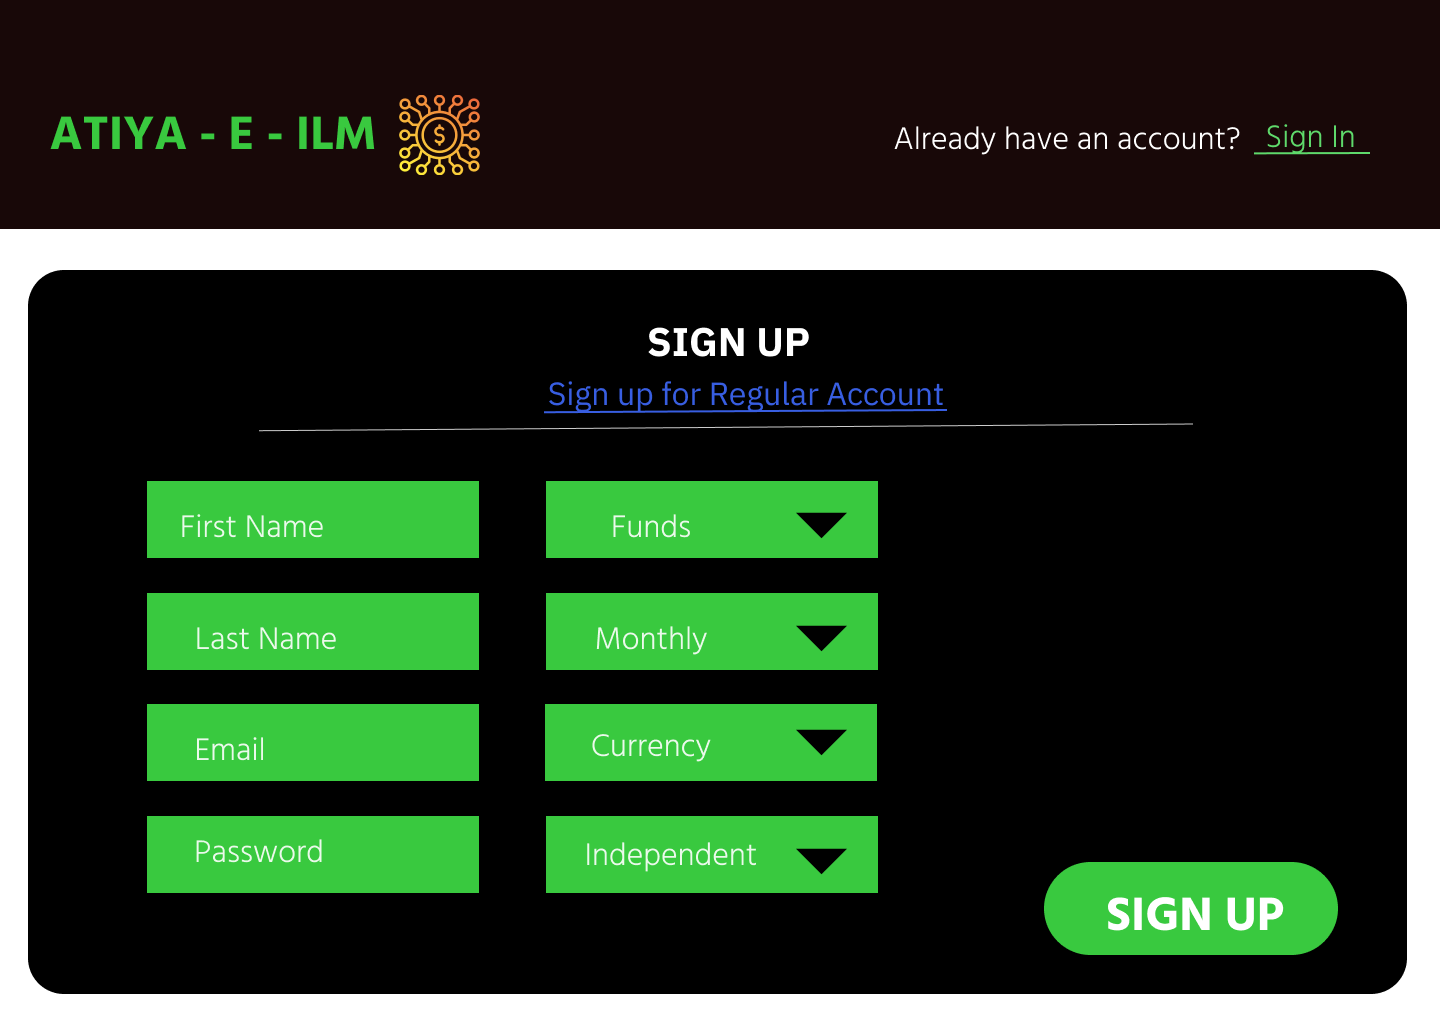 ATIYA - E - ILM
$
Already have an account? Sign In
SIGN UP
Sign up for Regular Account
First Name
Funds
Last Name
Monthly
Email
Currency
Password
Independent
SIGN UP